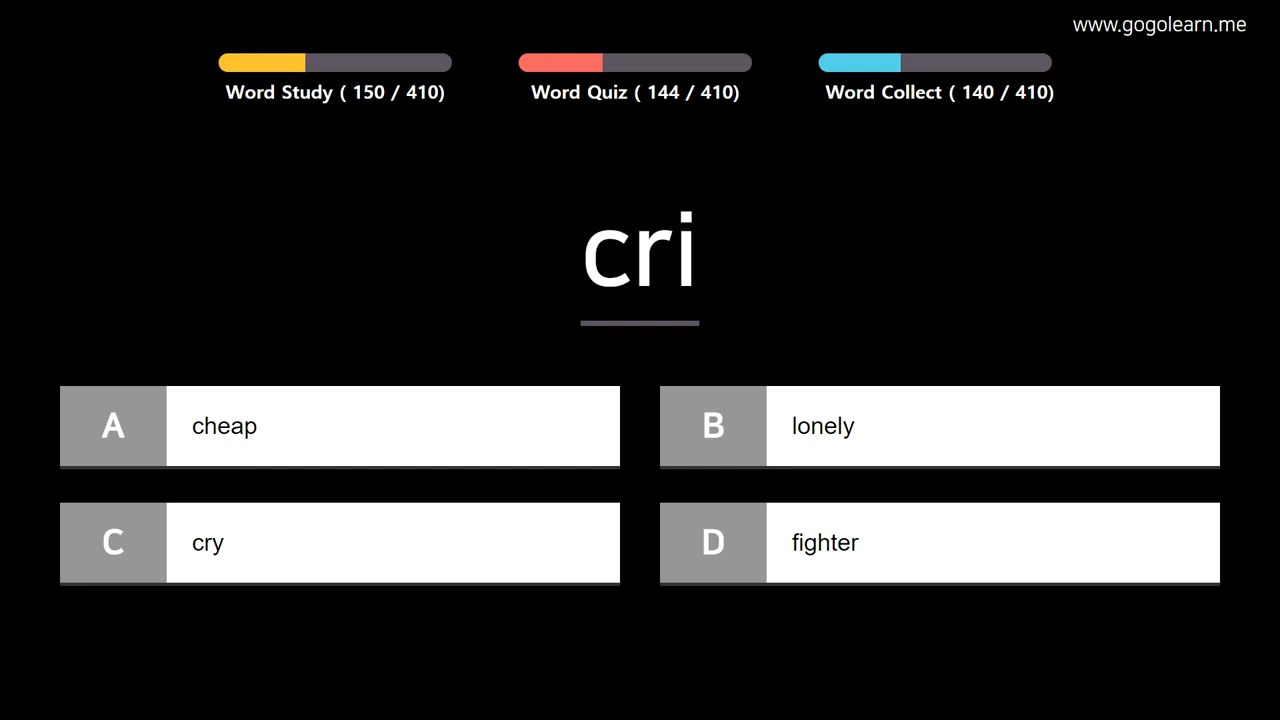 www.gogolearn.me
Word Study ( 150 / 410)
Word Quiz ( 144 / 410)
Word Collect ( 140 / 410)
cri
A cheap
B lonely
C cry
D fighter